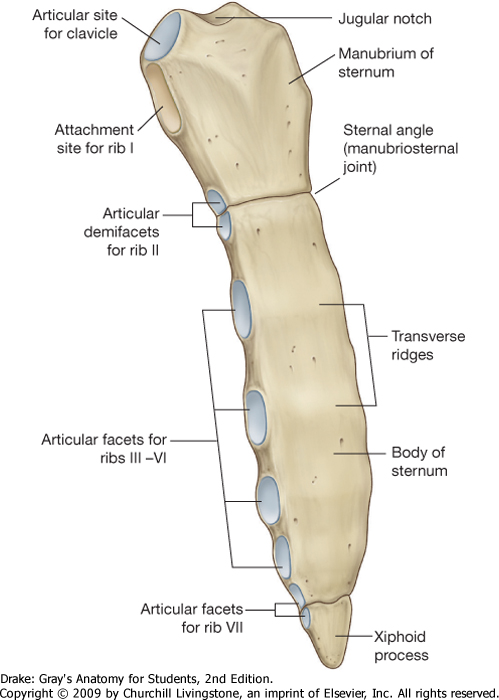 Articular site
for clavicle
Jugular notch
Manubrium of
sternum
Attachment
site for rib I
Sternal angle
(manubriosternal
joint)
Articular
demifacets
for rib II
Transverse
ridges
Articular facets for
ribs III –VI
Body of
sternum
Articular facets
for rib VII
Xiphoid
process
Drake: Gray's Anatomy for Students, 2nd Edition.
Copyright © 2009 by Churchill Livingstone, an imprint of Elsevier, Inc. All rights reserved.